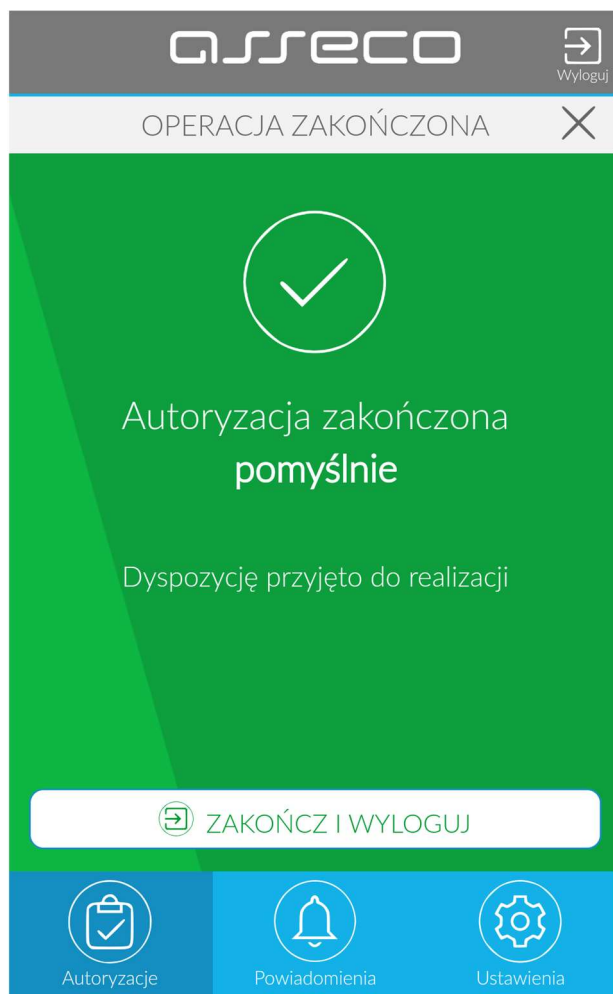 asseco
Wyloguj
OPERACJA ZAKOŃCZONA
Autoryzacja zakończona
pomyślnie
Dyspozycję przyjęto do realizacji
ZAKOŃCZ I WYLOGUJ
Autoryzacje
Powiadomienia
Ustawienia